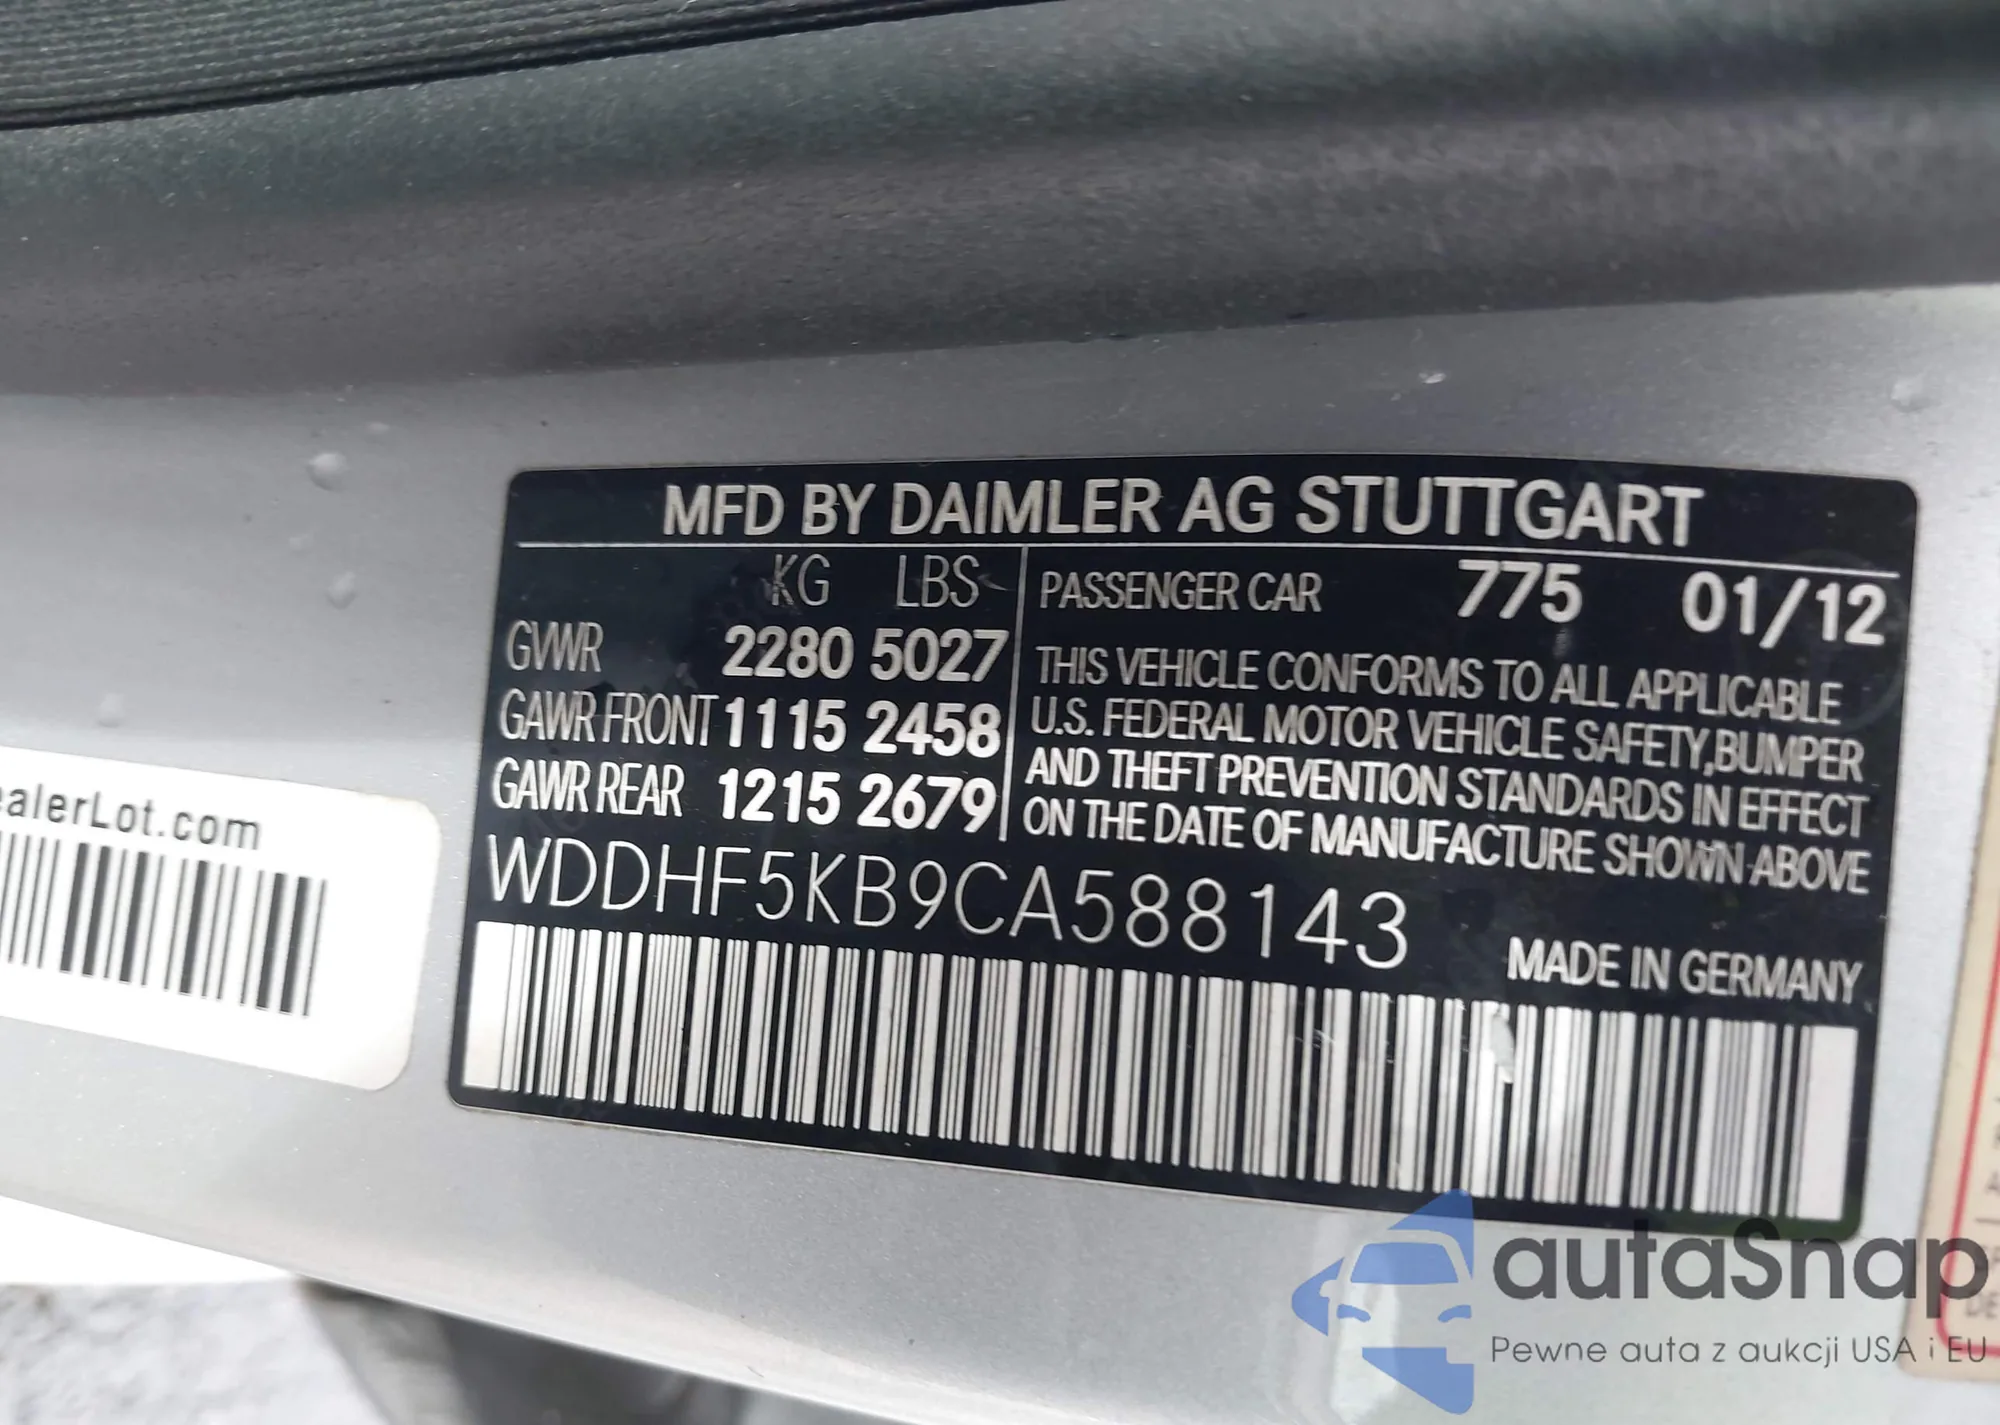 MFD BY DAIMLER AG STUTTGART
KG LBS
GVWR 2280 5027
GAWR FRONT 1115 2458
GAWR REAR 1215 2679
PASSENGER CAR 775 01/12
THIS VEHICLE CONFORMS TO ALL APPLICABLE
U.S. FEDERAL MOTOR VEHICLE SAFETY,BUMPER
AND THEFT PREVENTION STANDARDS IN EFFECT
ON THE DATE OF MANUFACTURE SHOWN ABOVE
WDDHF5KB9CA588143
MADE IN GERMANY
ealerLot.com
autaSnap
Pewne auta z aukcji USA i EU